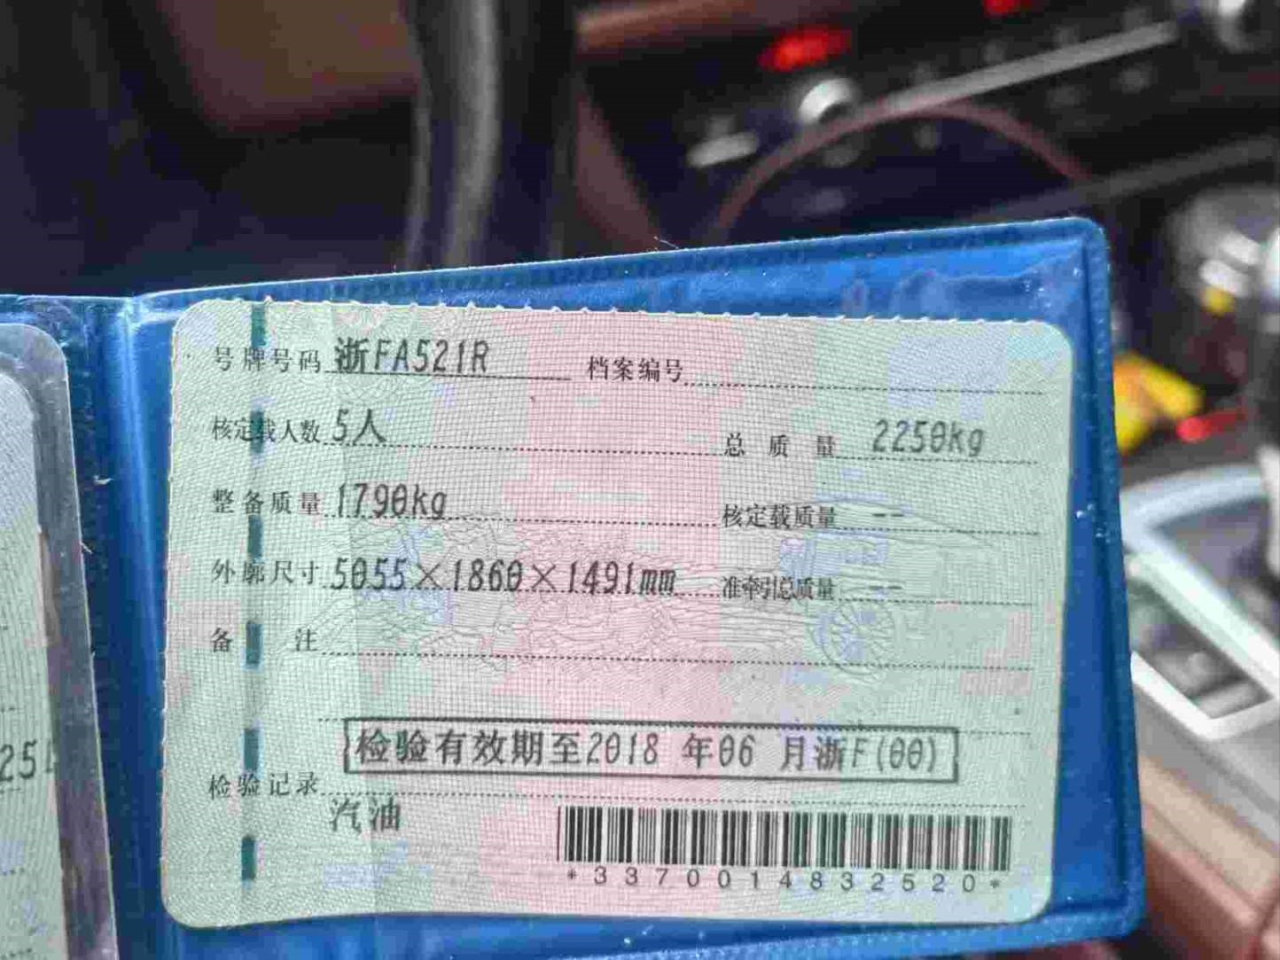 号牌号码 浙FA521R 档案编号
核定载人数 5人 总质量 2250kg
整备质量 1790kg 核定载质量 --
外廓尺寸 5055×1860×1491mm 准牵引总质量 --
备注
检验有效期至2018 年06 月浙F(00)
检验记录
汽油
*3370014832520*
25